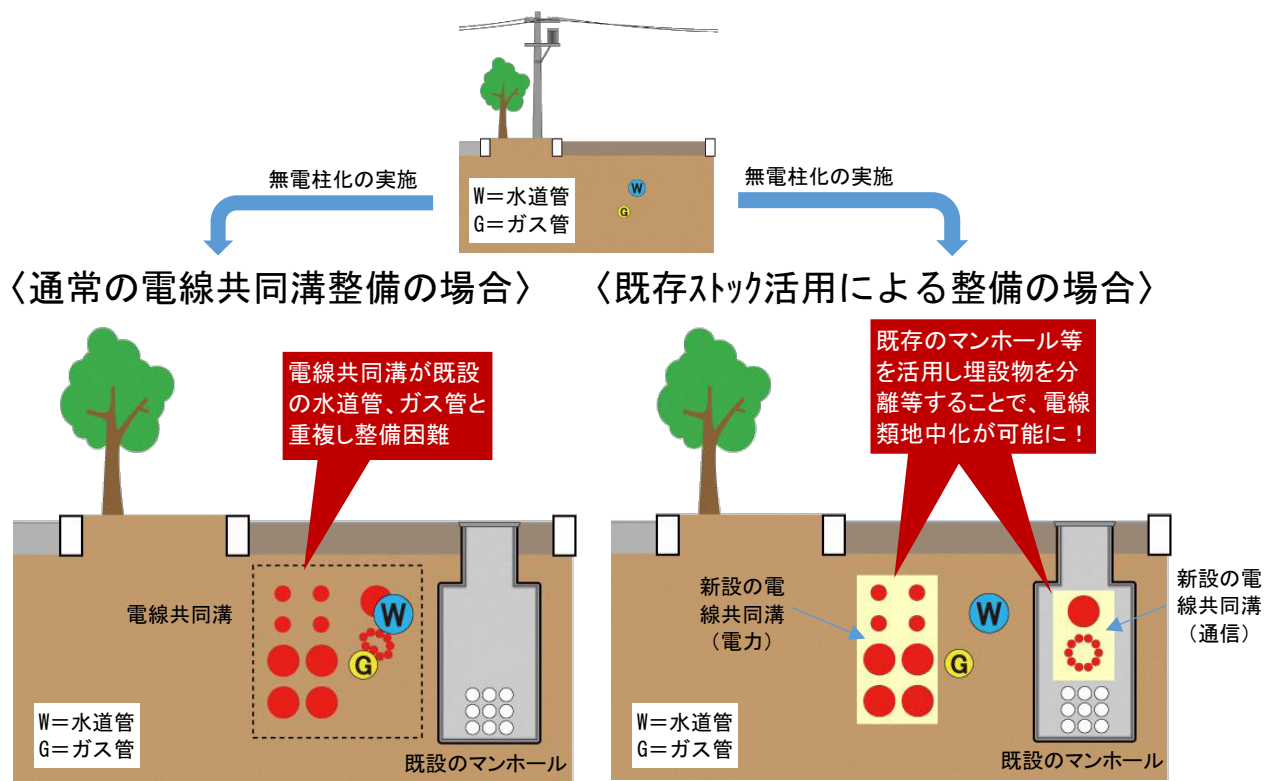 無電柱化の実施
W
G
W＝水道管
G＝ガス管
無電柱化の実施
〈通常の電線共同溝整備の場合〉
電線共同溝が既設
の水道管、ガス管と
重複し整備困難
電線共同溝
W
G
W＝水道管
G＝ガス管
既設のマンホール
〈既存ｽﾄｯｸ活用による整備の場合〉
既存のマンホール等
を活用し埋設物を分
離等することで、電線
類地中化が可能に！
新設の電
線共同溝
（電力）
W
G
新設の電
線共同溝
（通信）
W＝水道管
G＝ガス管
既設のマンホール